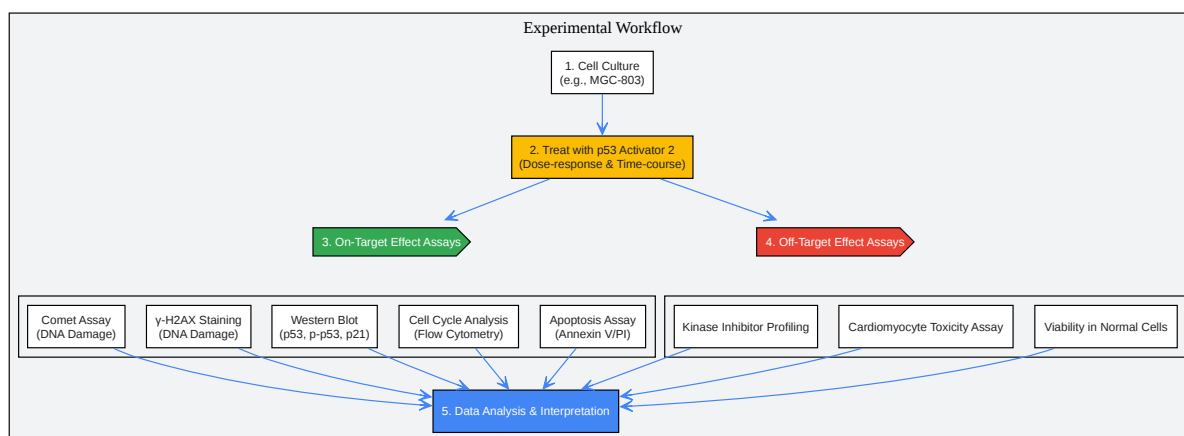 Experimental Workflow
1. Cell Culture
(e.g., MGC-803)
2. Treat with p53 Activator 2
(Dose-response & Time-course)
3. On-Target Effect Assays
4. Off-Target Effect Assays
Comet Assay
(DNA Damage)
γ-H2AX Staining
(DNA Damage)
Western Blot
(p53, p-p53, p21)
Cell Cycle Analysis
(Flow Cytometry)
Apoptosis Assay
(Annexin V/PI)
Kinase Inhibitor Profiling
Cardiomyocyte Toxicity Assay
Viability in Normal Cells
5. Data Analysis & Interpretation